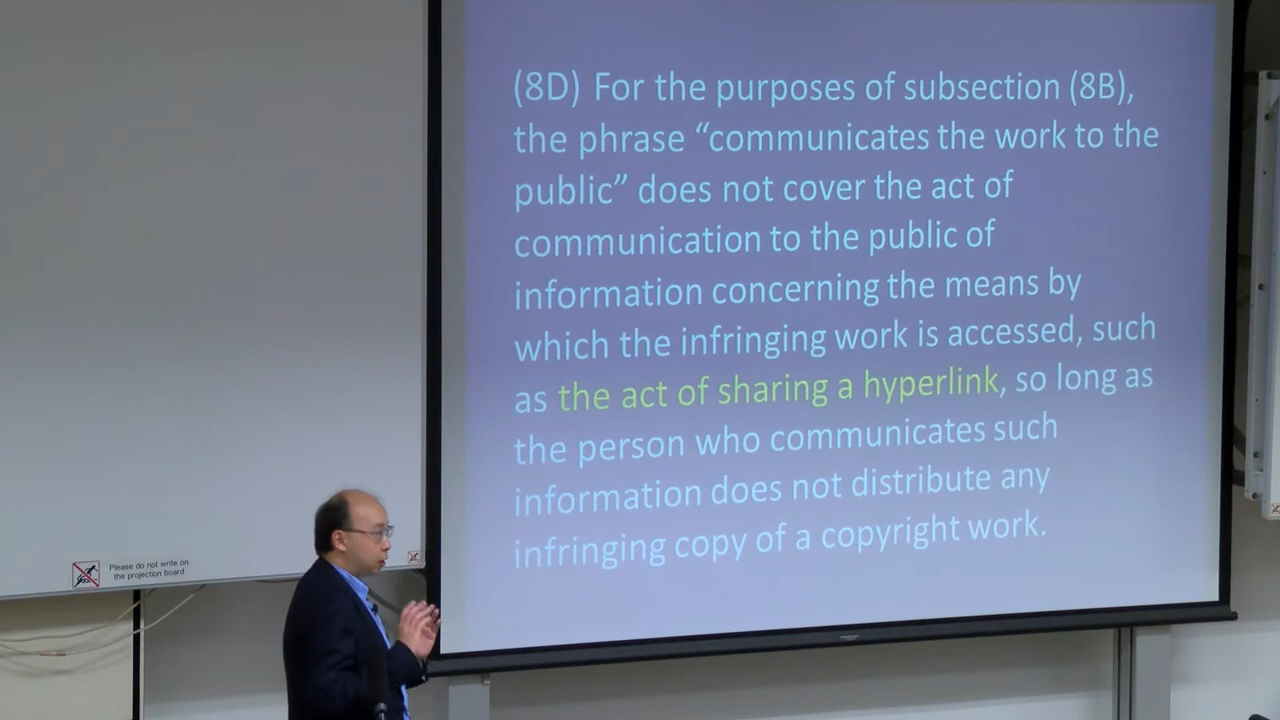 (8D) For the purposes of subsection (8B),
the phrase “communicates the work to the
public” does not cover the act of
communication to the public of
information concerning the means by
which the infringing work is accessed, such
as the act of sharing a hyperlink, so long as
the person who communicates such
information does not distribute any
infringing copy of a copyright work.
Please do not write on
the projection board